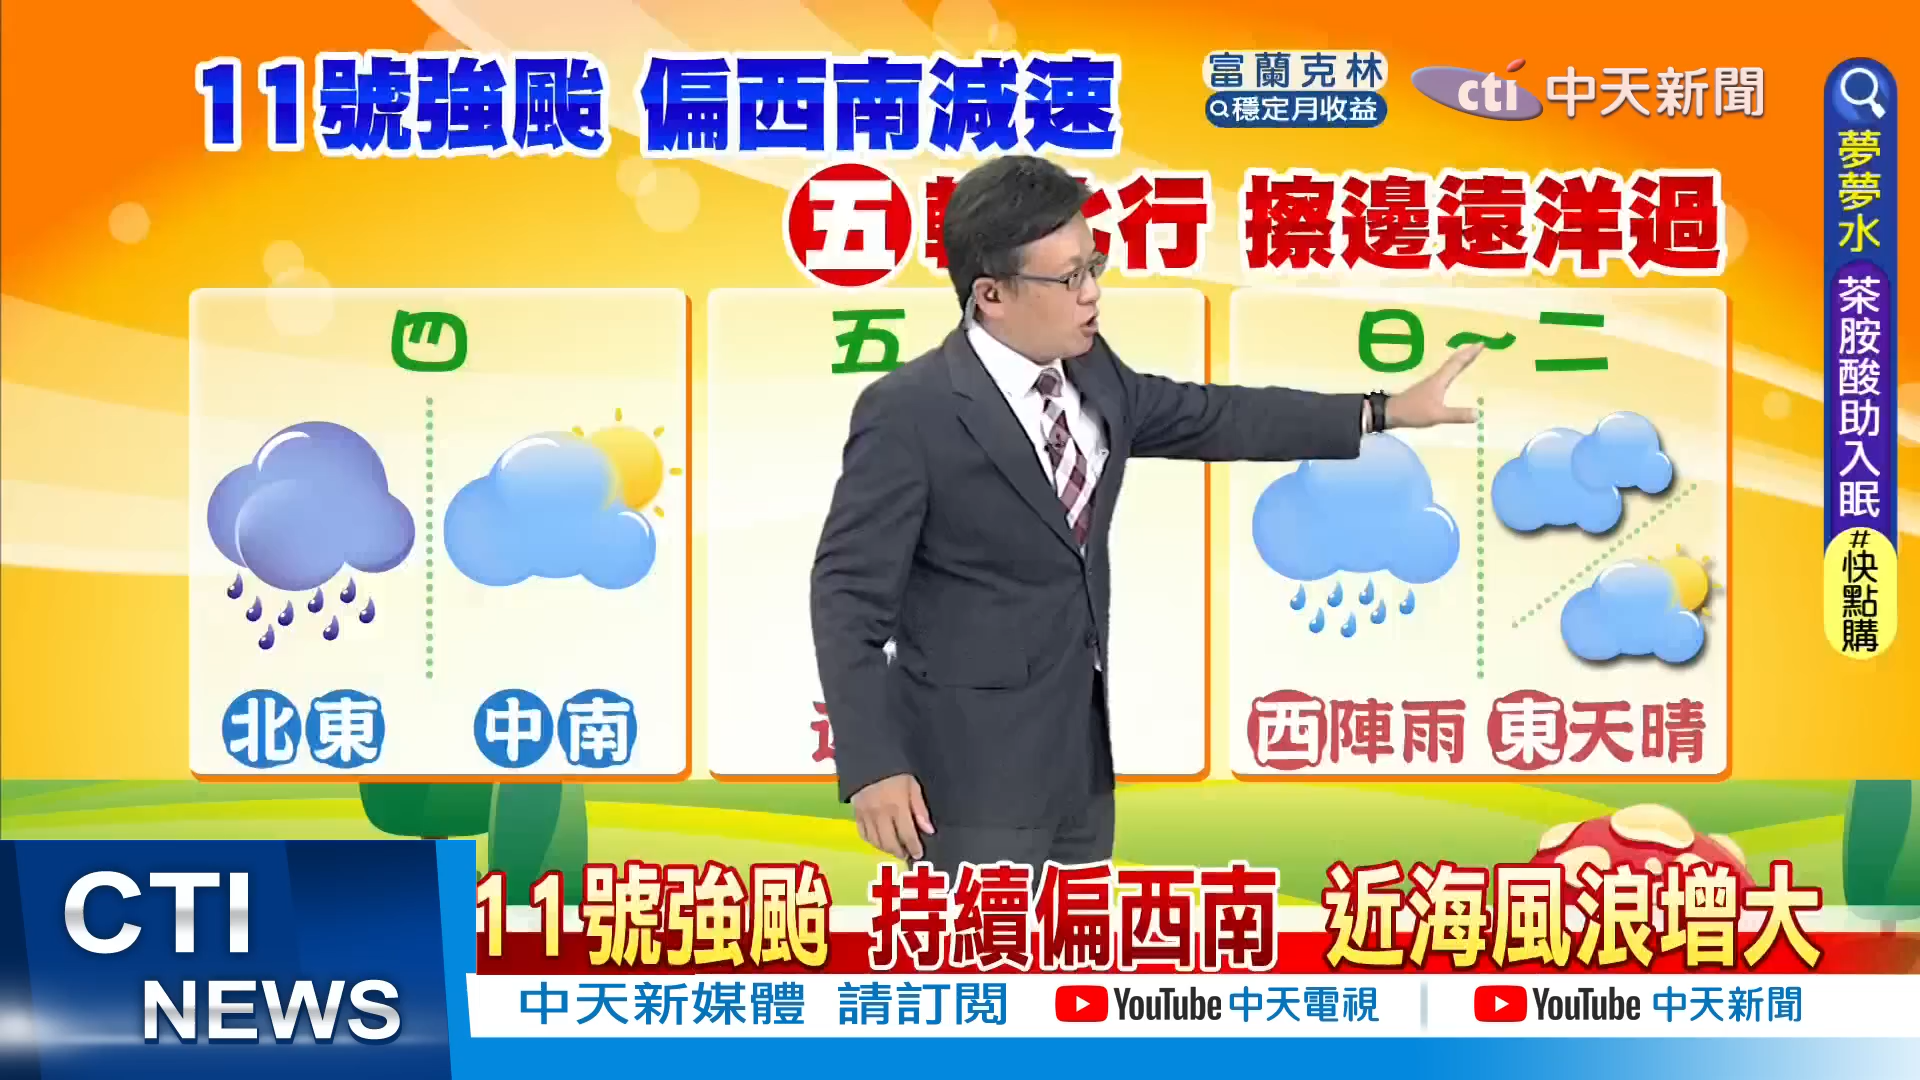 11號強颱 偏西南減速
富蘭克林
穩定月收益
cti 中天新聞
五 行 擦邊遠洋過
四
五
日~二
北 東
中 南
西陣雨 東天晴
夢夢水
茶胺酸助入眠
#快點購
CTI
NEWS
11號強颱 持續偏西南 近海風浪增大
中天新媒體 請訂閱 YouTube 中天電視 YouTube 中天新聞